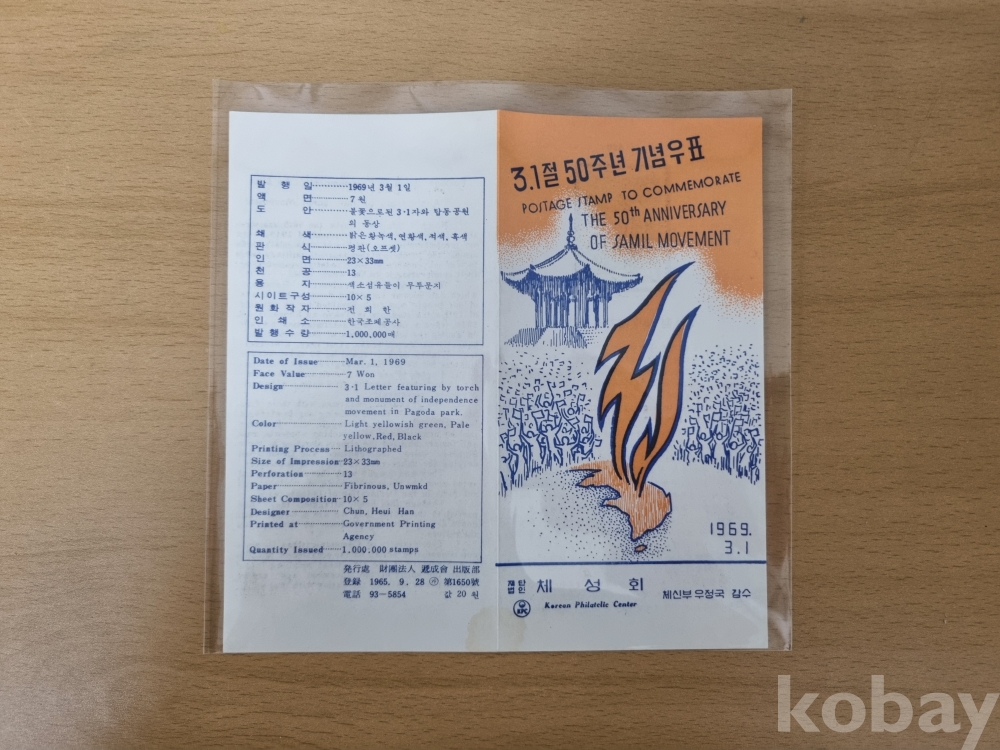 발 행 일 1969년 3월 1일
액 면 7 원
도 안 불꽃으로된 3·1자와 탑동공원
의 동상
쇄 색 밝은황녹색, 연황색, 적색, 흑색
판 식 평판(오프셋)
인 면 23×33mm
천 공 13
용 지 색소섬유들이 무투문지
시이트구성 10×5
원 화 작 자 전 희 한
인 쇄 소 한국조폐공사
발 행 수 량 1,000,000매
Date of Issue Mar. 1, 1969
Face Value 7 Won
Design 3·1 Letter featuring by torch
and monument of independence
movement in Pagoda park.
Color Light yellowish green, Pale
yellow, Red, Black
Printing Process Lithographed
Size of Impression 23×33mm
Perforation 13
Paper Fibrinous, Unwmkd
Sheet Composition 10×5
Designer Chun, Heui Han
Printed at Government Printing
Agency
Quantity Issued 1,000,000 stamps
発行處 財團法人 遞成會 出版部
登録 1965. 9. 28 第1650號
電話 93-5854 값 20원
3.1절 50주년 기념우표
POSTAGE STAMP TO COMMEMORATE
THE 50th ANNIVERSARY
OF SAMIL MOVEMENT
1969.
3.1
재단
법인 체 성 회 체신부 우정국 감수
KPC Korean Philatelic Center
kobay